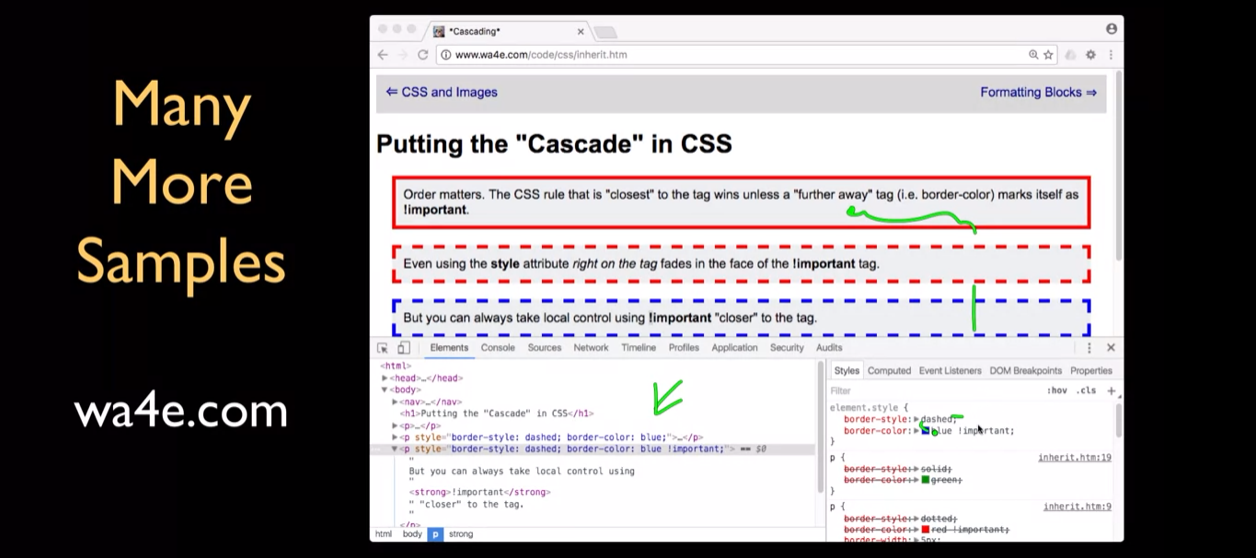 Many
More
Samples
wa4e.com
*Cascading*
www.wa4e.com/code/css/inherit.htm
⇐ CSS and Images
Formatting Blocks ⇒
Putting the "Cascade" in CSS
Order matters. The CSS rule that is "closest" to the tag wins unless a "further away" tag (i.e. border-color) marks itself as
!important.
Even using the style attribute right on the tag fades in the face of the !important tag.
But you can always take local control using !important "closer" to the tag.
Elements Console Sources Network Timeline Profiles Application Security Audits
<html>
▶<head>…</head>
▼<body>
▶<nav>…</nav>
<h1>Putting the "Cascade" in CSS</h1>
▶<p>…</p>
▶<p style="border-style: dashed; border-color: blue;">…</p>
▼<p style="border-style: dashed; border-color: blue !important;"> == $0
"
But you can always take local control using
"
<strong>!important</strong>
" "closer" to the tag.
"
</p>
html body p strong
Styles Computed Event Listeners DOM Breakpoints Properties
Filter :hov .cls +
element.style {
border-style:▶dashed;
border-color:▶blue !important;
}
p { inherit.htm:19
border-style:▶solid;
border-color:▶green;
}
p { inherit.htm:9
border-style:▶dotted;
border-color:▶red !important;
border-width:▶5px;